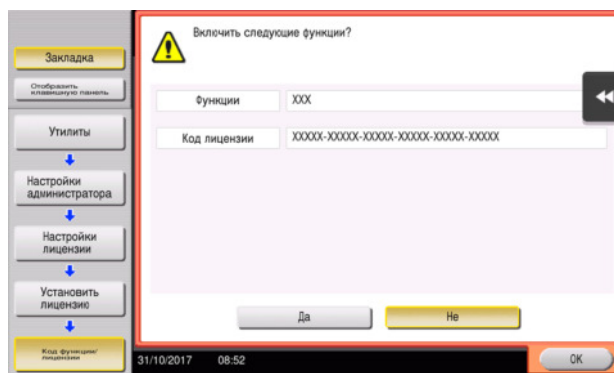 Закладка
Отобразить
клавишную панель
Утилиты
Настройки
администратора
Настройки
лицензии
Установить
лицензию
Код функции/
лицензии
Включить следующие функции?
Функции
XXX
Код лицензии
XXXXX-XXXXX-XXXXX-XXXXX-XXXXX-XXXXX
Да
Не
31/10/2017 08:52
OK